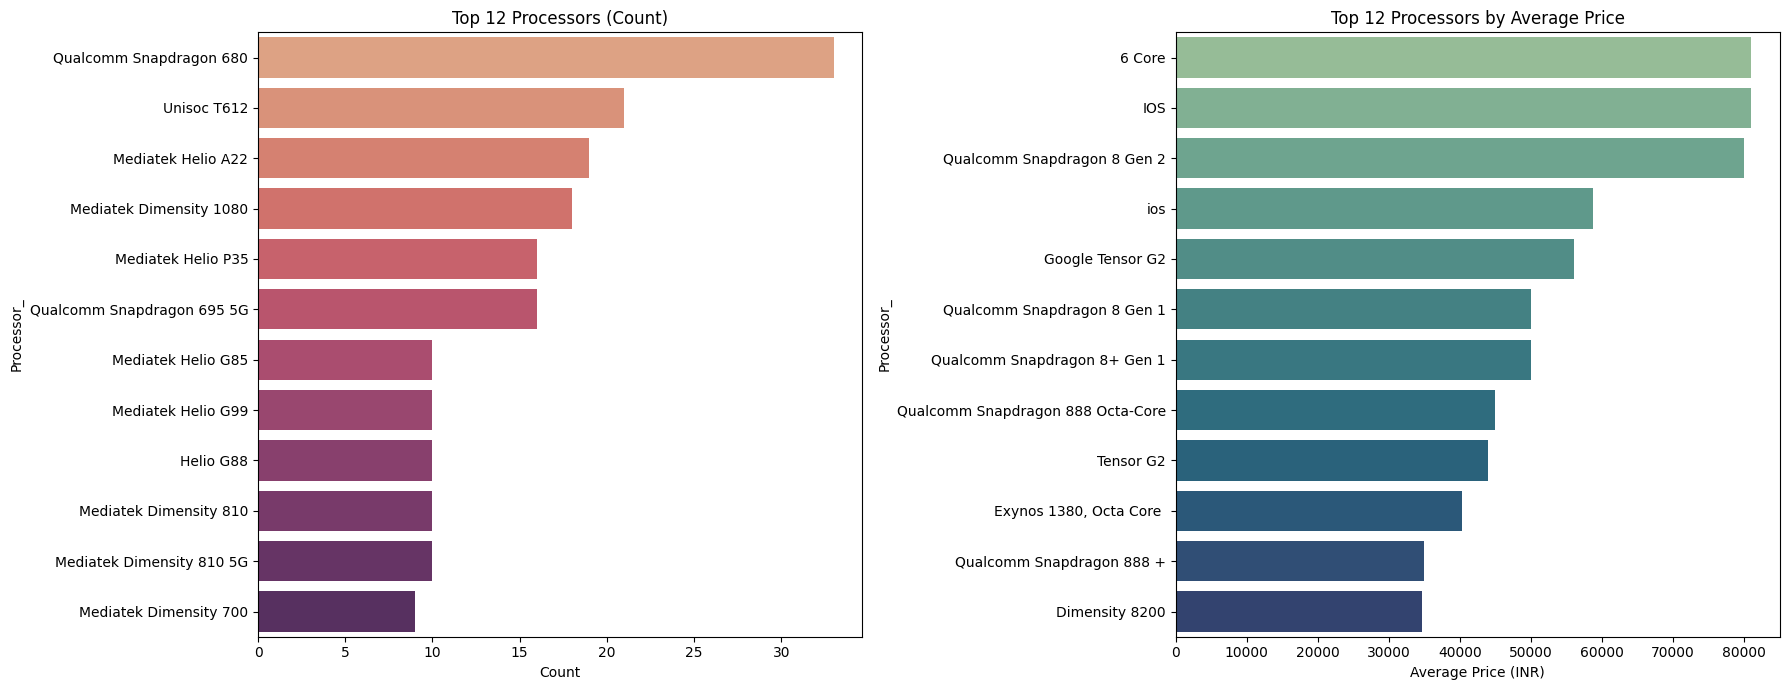 Top 12 Processors (Count)
Processor_
Qualcomm Snapdragon 680
Unisoc T612
Mediatek Helio A22
Mediatek Dimensity 1080
Mediatek Helio P35
Qualcomm Snapdragon 695 5G
Mediatek Helio G85
Mediatek Helio G99
Helio G88
Mediatek Dimensity 810
Mediatek Dimensity 810 5G
Mediatek Dimensity 700
0 5 10 15 20 25 30
Count
Top 12 Processors by Average Price
Processor_
6 Core
IOS
Qualcomm Snapdragon 8 Gen 2
ios
Google Tensor G2
Qualcomm Snapdragon 8 Gen 1
Qualcomm Snapdragon 8+ Gen 1
Qualcomm Snapdragon 888 Octa-Core
Tensor G2
Exynos 1380, Octa Core
Qualcomm Snapdragon 888 +
Dimensity 8200
0 10000 20000 30000 40000 50000 60000 70000 80000
Average Price (INR)